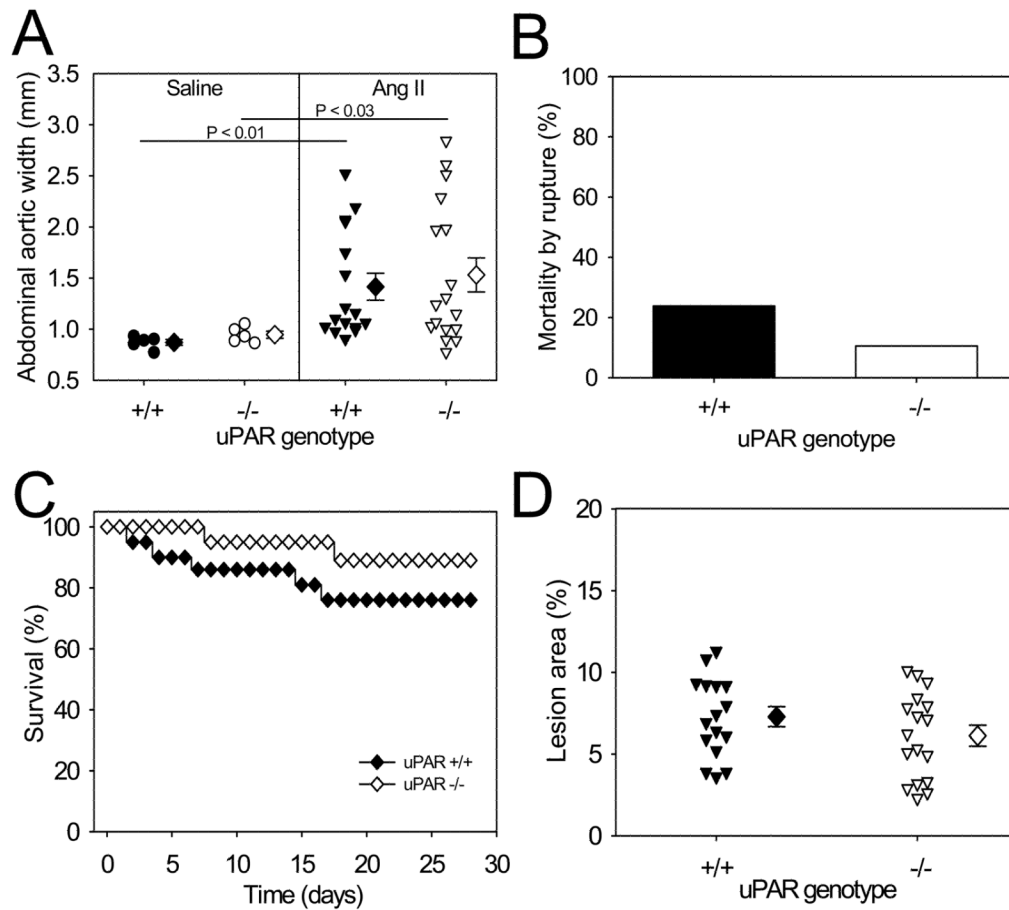 A
Abdominal aortic width (mm)
3.5
3.0
2.5
2.0
1.5
1.0
0.5
Saline
Ang II
P < 0.03
P < 0.01
+/+
-/-
+/+
-/-
uPAR genotype
B
Mortality by rupture (%)
100
80
60
40
20
0
+/+
-/-
uPAR genotype
C
Survival (%)
100
80
60
40
20
0
uPAR +/+
uPAR -/-
0
5
10
15
20
25
30
Time (days)
D
Lesion area (%)
20
15
10
5
0
+/+
-/-
uPAR genotype